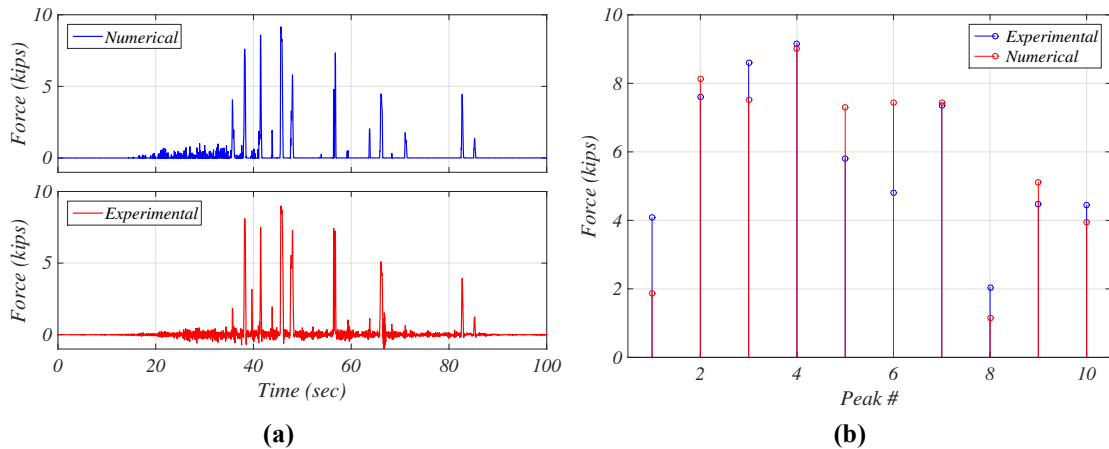 10
5
0
Force (kips)
Numerical
10
5
0
Force (kips)
Experimental
0 20 40 60 80 100
Time (sec)
(a)
10
8
6
4
2
0
Force (kips)
Experimental
Numerical
2 4 6 8 10
Peak #
(b)